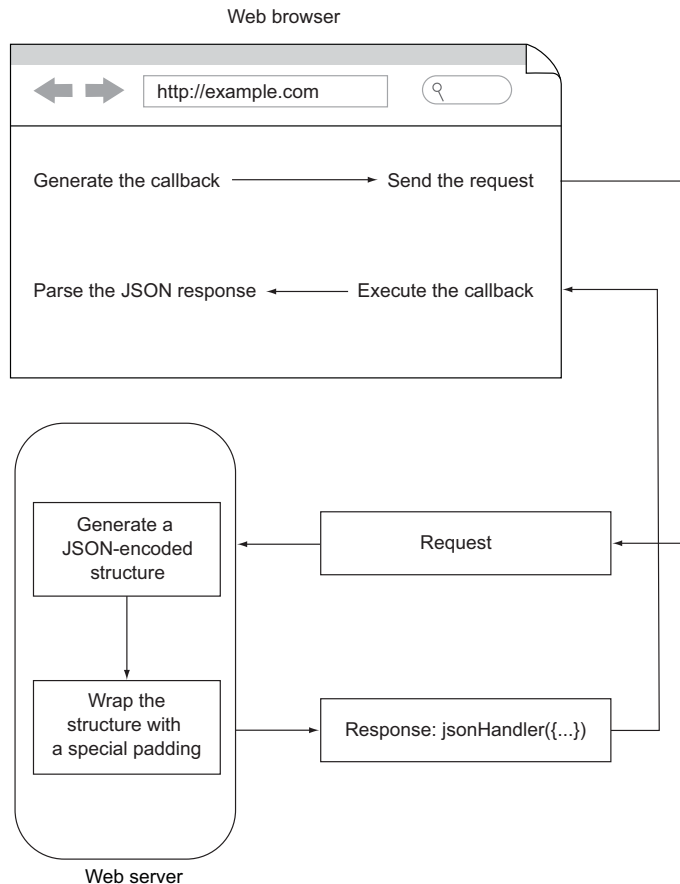 Web browser
http://example.com
Generate the callback
Send the request
Parse the JSON response
Execute the callback
Generate a
JSON-encoded
structure
Request
Wrap the
structure with
a special padding
Response: jsonHandler({...})
Web server